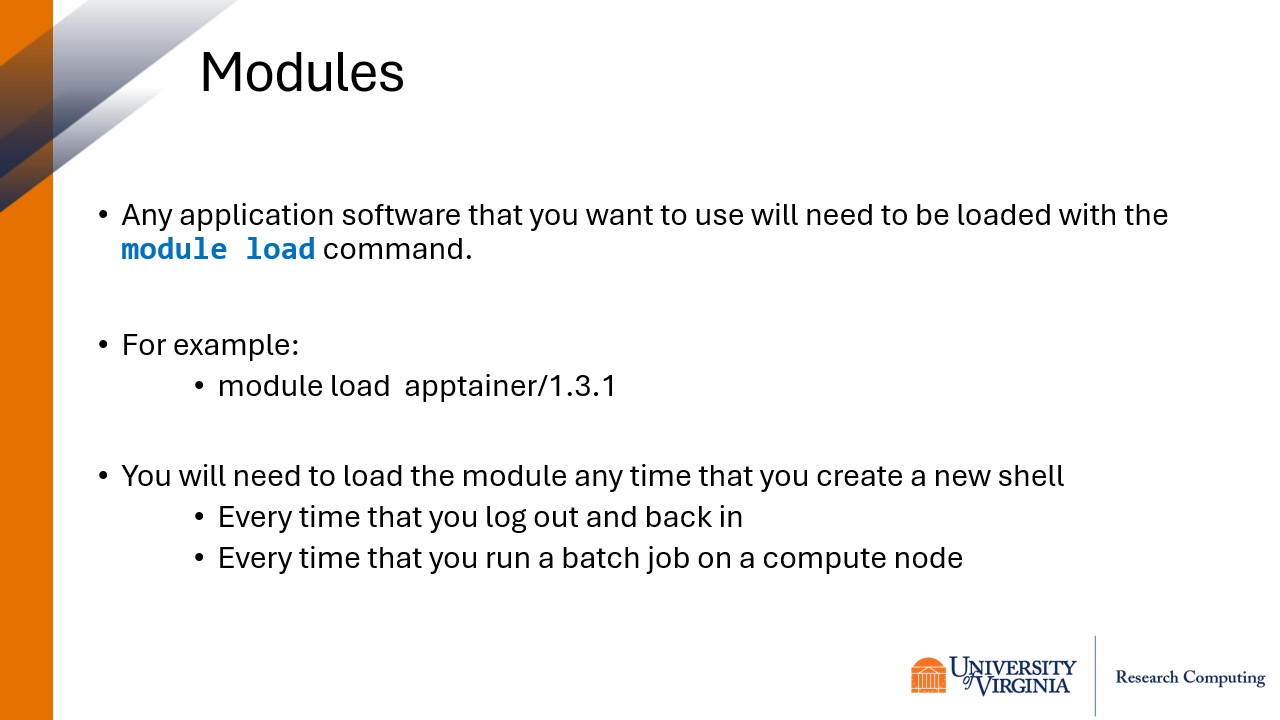 Modules
• Any application software that you want to use will need to be loaded with the
module load command.
• For example:
• module load  apptainer/1.3.1
• You will need to load the module any time that you create a new shell
• Every time that you log out and back in
• Every time that you run a batch job on a compute node
UNIVERSITY
of VIRGINIA
Research Computing